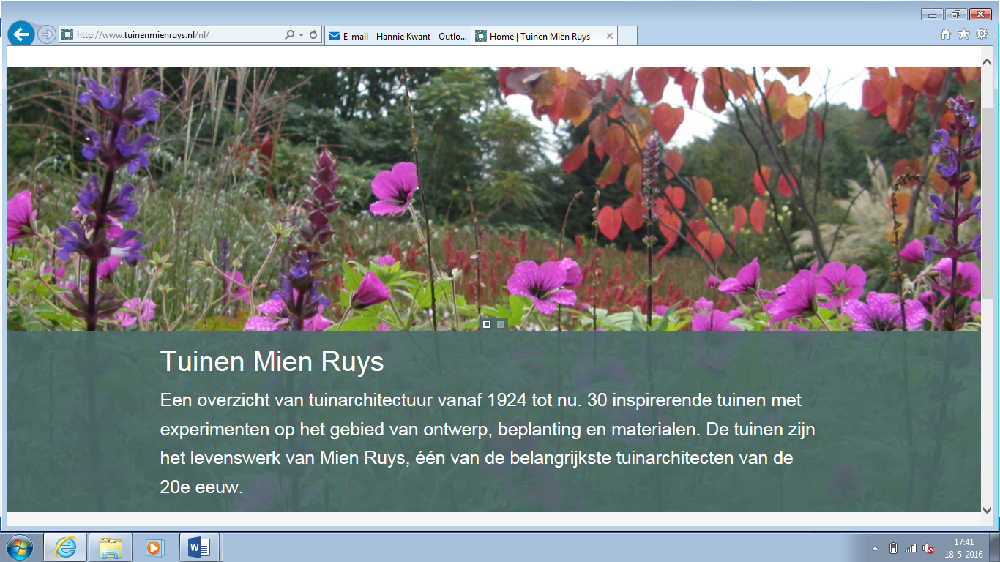 http://www.tuinenmienruys.nl/nl/
E-mail - Hannie Kwant - Outlo...
Home | Tuinen Mien Ruys
Tuinen Mien Ruys
Een overzicht van tuinarchitectuur vanaf 1924 tot nu. 30 inspirerende tuinen met
experimenten op het gebied van ontwerp, beplanting en materialen. De tuinen zijn
het levenswerk van Mien Ruys, één van de belangrijkste tuinarchitecten van de
20e eeuw.
17:41
18-5-2016